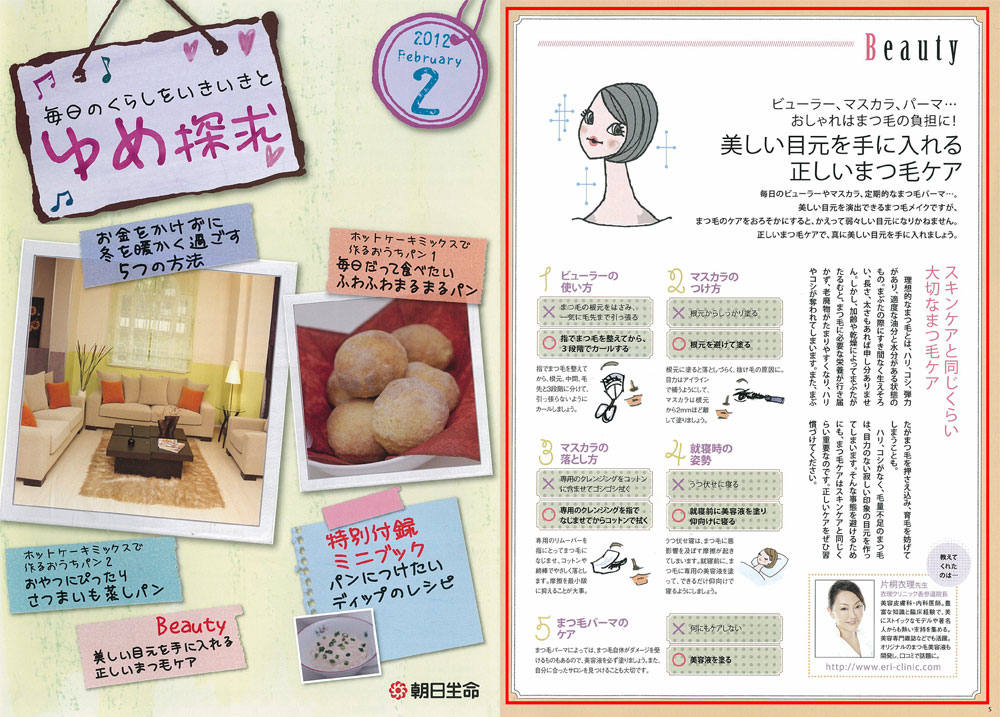 毎日のくらしをいきいきと
ゆめ探求
2012
February
2
お金をかけずに
冬を暖かく過ごす
5つの方法
ホットケーキミックスで
作るおうちパン1
毎日だって食べたい
ふわふわまるまるパン
ホットケーキミックスで
作るおうちパン2
おやつにぴったり
さつまいも蒸しパン
特別付録
ミニブック
パンにつけたい
ディップのレシピ
Beauty
美しい目元を手に入れる
正しいまつ毛ケア
朝日生命
Beauty
ビューラー、マスカラ、パーマ…
おしゃれはまつ毛の負担に!
美しい目元を手に入れる
正しいまつ毛ケア
毎日のビューラーやマスカラ、定期的なまつ毛パーマ…。
美しい目元を演出できるまつ毛メイクですが、
まつ毛のケアをおろそかにすると、かえって弱々しい目元になりかねません。
正しいまつ毛ケアで、真に美しい目元を手に入れましょう。
1 ビューラーの
使い方
まつ毛の根元をはさみ、
一気に毛先まで引っ張る
指でまつ毛を整えてから、
3段階でカールする
指でまつ毛を整えて
から、根元、中間、毛
先と3段階に分けて、
引っ張らないように
カールしましょう。
2 マスカラの
つけ方
根元からしっかり塗る
根元を避けて塗る
根元に塗ると落としづらく、抜け毛の原因に。
目力はアイライン
で補うようにして、
マスカラは根元
から2mmほど離
して塗りましょう。
3 マスカラの
落とし方
専用のクレンジングをコットン
に含ませてゴシゴシ拭く
専用のクレンジングを指で
なじませてからコットンで拭く
専用のリムーバーを
指にとってまつ毛に
なじませ、コットンや
綿棒でやさしく落とし
ます。摩擦を最小限
に抑えることが大事。
4 就寝時の
姿勢
うつ伏せに寝る
就寝前に美容液を塗り
仰向けに寝る
うつ伏せ寝は、まつ毛に悪
影響を及ぼす摩擦が起き
てしまいます。就寝前に、ま
つ毛に専用の美容液を塗
って、できるだけ仰向けで
寝るようにしましょう。
5 まつ毛パーマの
ケア
まつ毛パーマによっては、まつ毛自体がダメージを受
けるものもあるので、美容液を必ず塗りましょう。また、
自分に合ったサロンを見つけることも大切です。
何にもケアしない
美容液を塗る
スキンケアと同じくらい
大切なまつ毛ケア
理想的なまつ毛とは、ハリ、コシ、弾力
があり、適度な油分と水分がある状態の
もの。まぶたの際にすき間なく生えそろ
い、長さ、太さもあれば申し分ありませ
ん。しかし、加齢や乾燥によってまぶたが
たるむと、まつ毛に必要な栄養が行き届
かず、老廃物がたまりやすくなり、ハリ
やコシが奪われてしまいます。また、まぶ
たがまつ毛を押さえ込み、育毛を妨げて
しまうことも。
ハリ、コシがなく、毛量不足のまつ毛
は、目力のない寂しい印象の目元を作っ
てしまいます。そんな事態を避けるため
にも、まつ毛ケアはスキンケアと同じく
らい重要なのです。正しいケアをぜひ習
慣づけてください。
教えて
くれた
のは…
片桐衣理先生
衣理クリニック表参道院長
美容皮膚科・内科医師。豊
富な知識と臨床経験で、美
にストイックなモデルや著名
人からも熱い支持を集める。
美容専門雑誌などでも活躍。
オリジナルのまつ毛美容液も
開発し、口コミで話題に。
http://www.eri-clinic.com
5